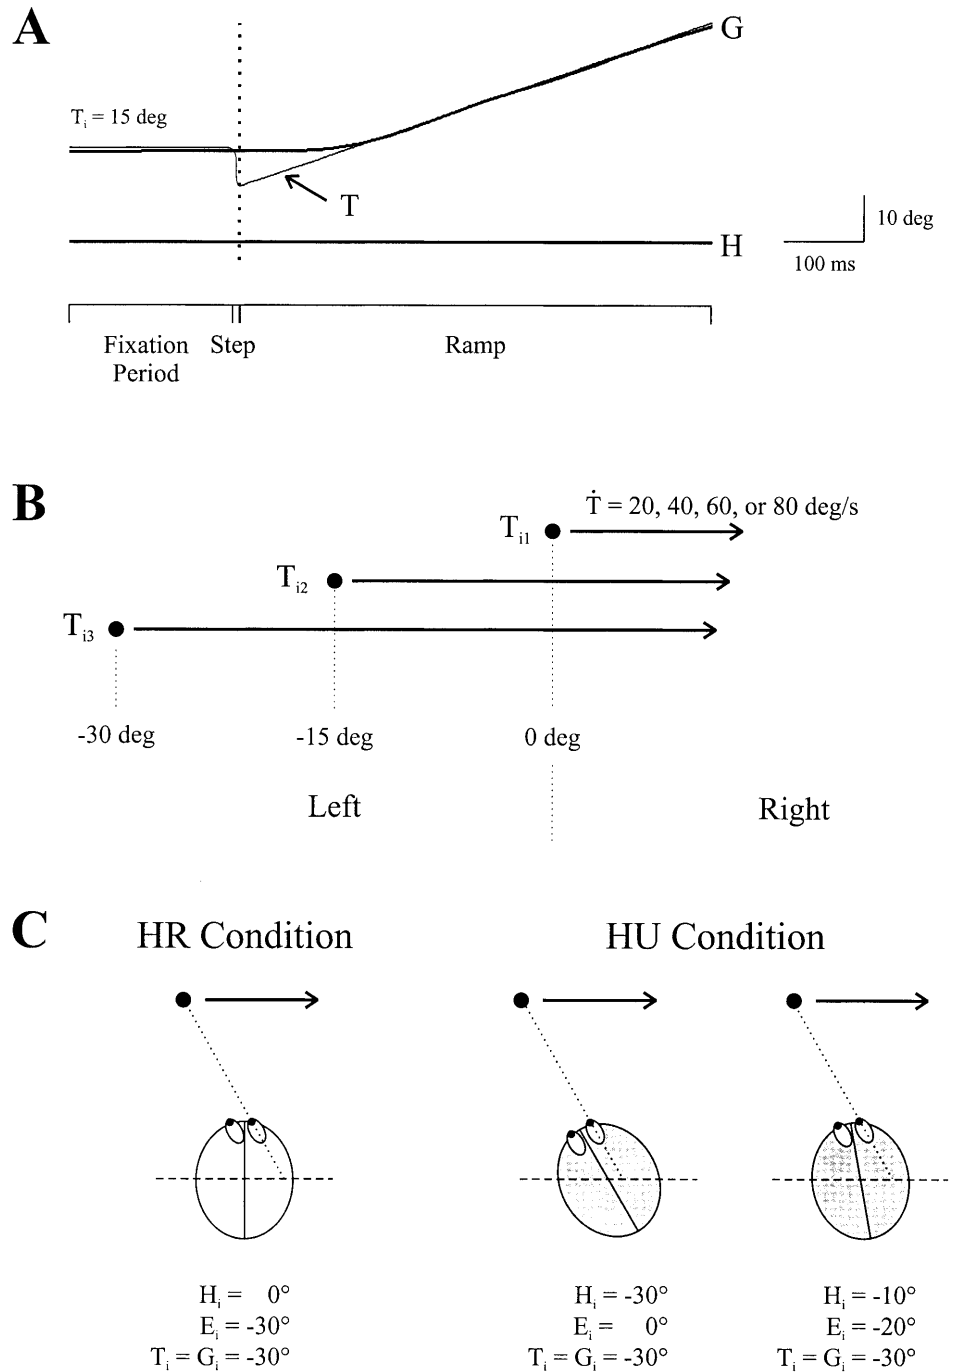 A
G
T_i = 15 deg
T
10 deg
H
100 ms
Fixation Period Step Ramp
B
Ṫ = 20, 40, 60, or 80 deg/s
T_i1
T_i2
T_i3
-30 deg -15 deg 0 deg
Left Right
C
HR Condition HU Condition
H_i = 0° H_i = -30° H_i = -10°
E_i = -30° E_i = 0° E_i = -20°
T_i = G_i = -30° T_i = G_i = -30° T_i = G_i = -30°